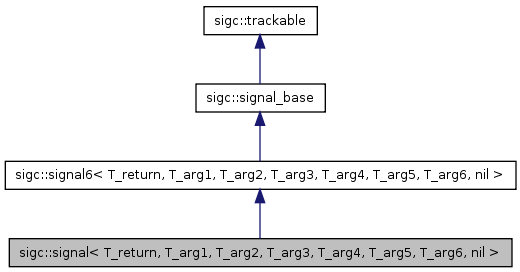 sigc::trackable
sigc::signal_base
sigc::signal6< T_return, T_arg1, T_arg2, T_arg3, T_arg4, T_arg5, T_arg6, nil >
sigc::signal< T_return, T_arg1, T_arg2, T_arg3, T_arg4, T_arg5, T_arg6, nil >